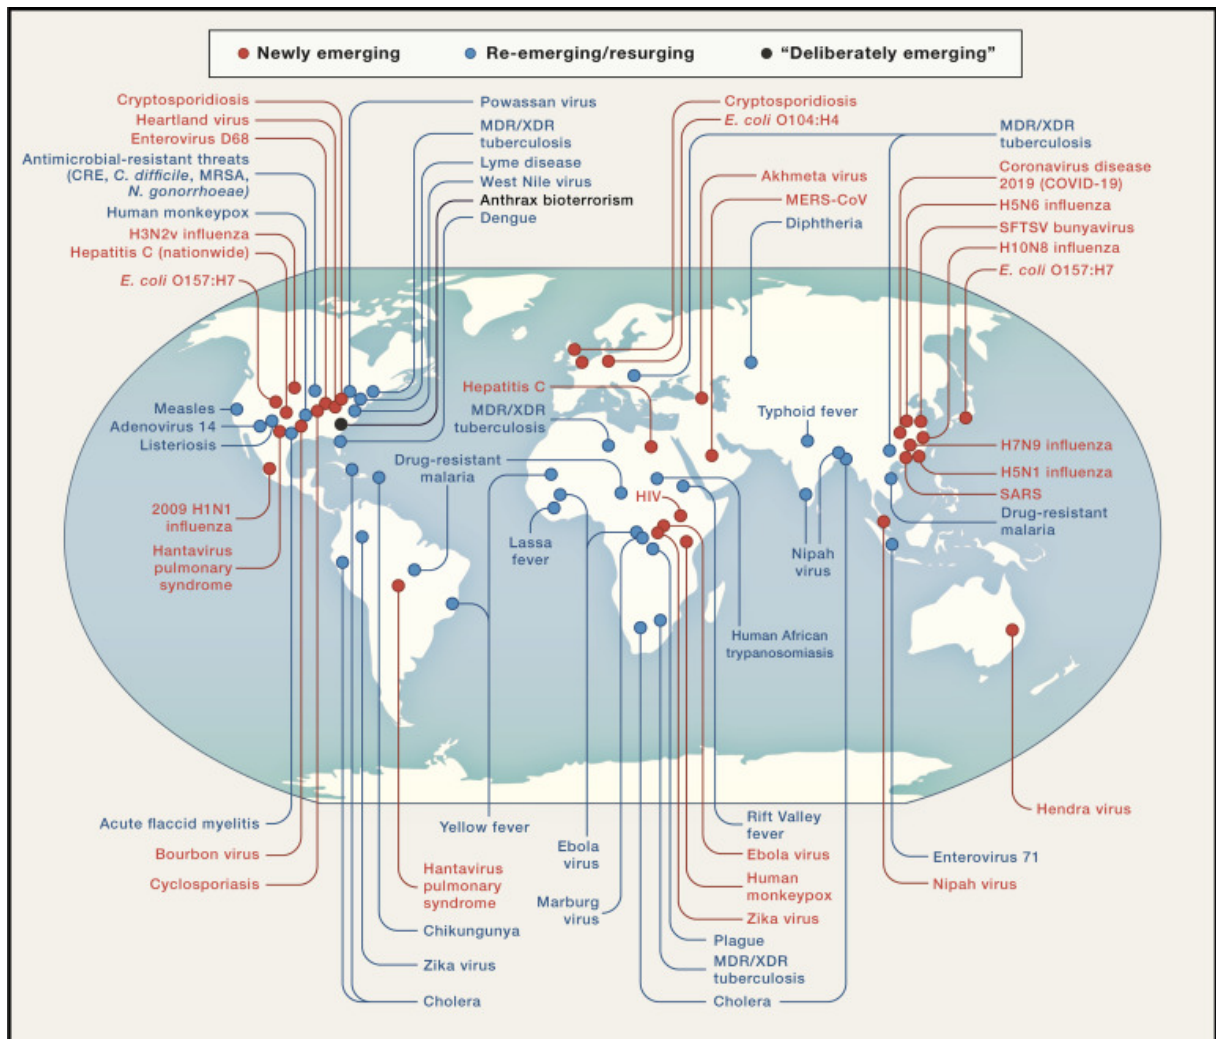 Newly emerging
Re-emerging/resurging
“Deliberately emerging”
Cryptosporidiosis
Heartland virus
Enterovirus D68
Antimicrobial-resistant threats
(CRE, C. difficile, MRSA,
N. gonorrhoeae)
Human monkeypox
H3N2v influenza
Hepatitis C (nationwide)
E. coli O157:H7
Powassan virus
MDR/XDR
tuberculosis
Lyme disease
West Nile virus
Anthrax bioterrorism
Dengue
Cryptosporidiosis
E. coli O104:H4
Akhmeta virus
MERS-CoV
Diphtheria
MDR/XDR
tuberculosis
Coronavirus disease
2019 (COVID-19)
H5N6 influenza
SFTSV bunyavirus
H10N8 influenza
E. coli O157:H7
Measles
Adenovirus 14
Listeriosis
2009 H1N1
influenza
Hantavirus
pulmonary
syndrome
Hepatitis C
MDR/XDR
tuberculosis
Drug-resistant
malaria
HIV
Lassa
fever
Typhoid fever
Nipah
virus
Human African
trypanosomiasis
H7N9 influenza
H5N1 influenza
SARS
Drug-resistant
malaria
Acute flaccid myelitis
Bourbon virus
Cyclosporiasis
Yellow fever
Hantavirus
pulmonary
syndrome
Chikungunya
Zika virus
Cholera
Ebola
virus
Marburg
virus
Rift Valley
fever
Ebola virus
Human
monkeypox
Zika virus
Plague
MDR/XDR
tuberculosis
Cholera
Hendra virus
Enterovirus 71
Nipah virus